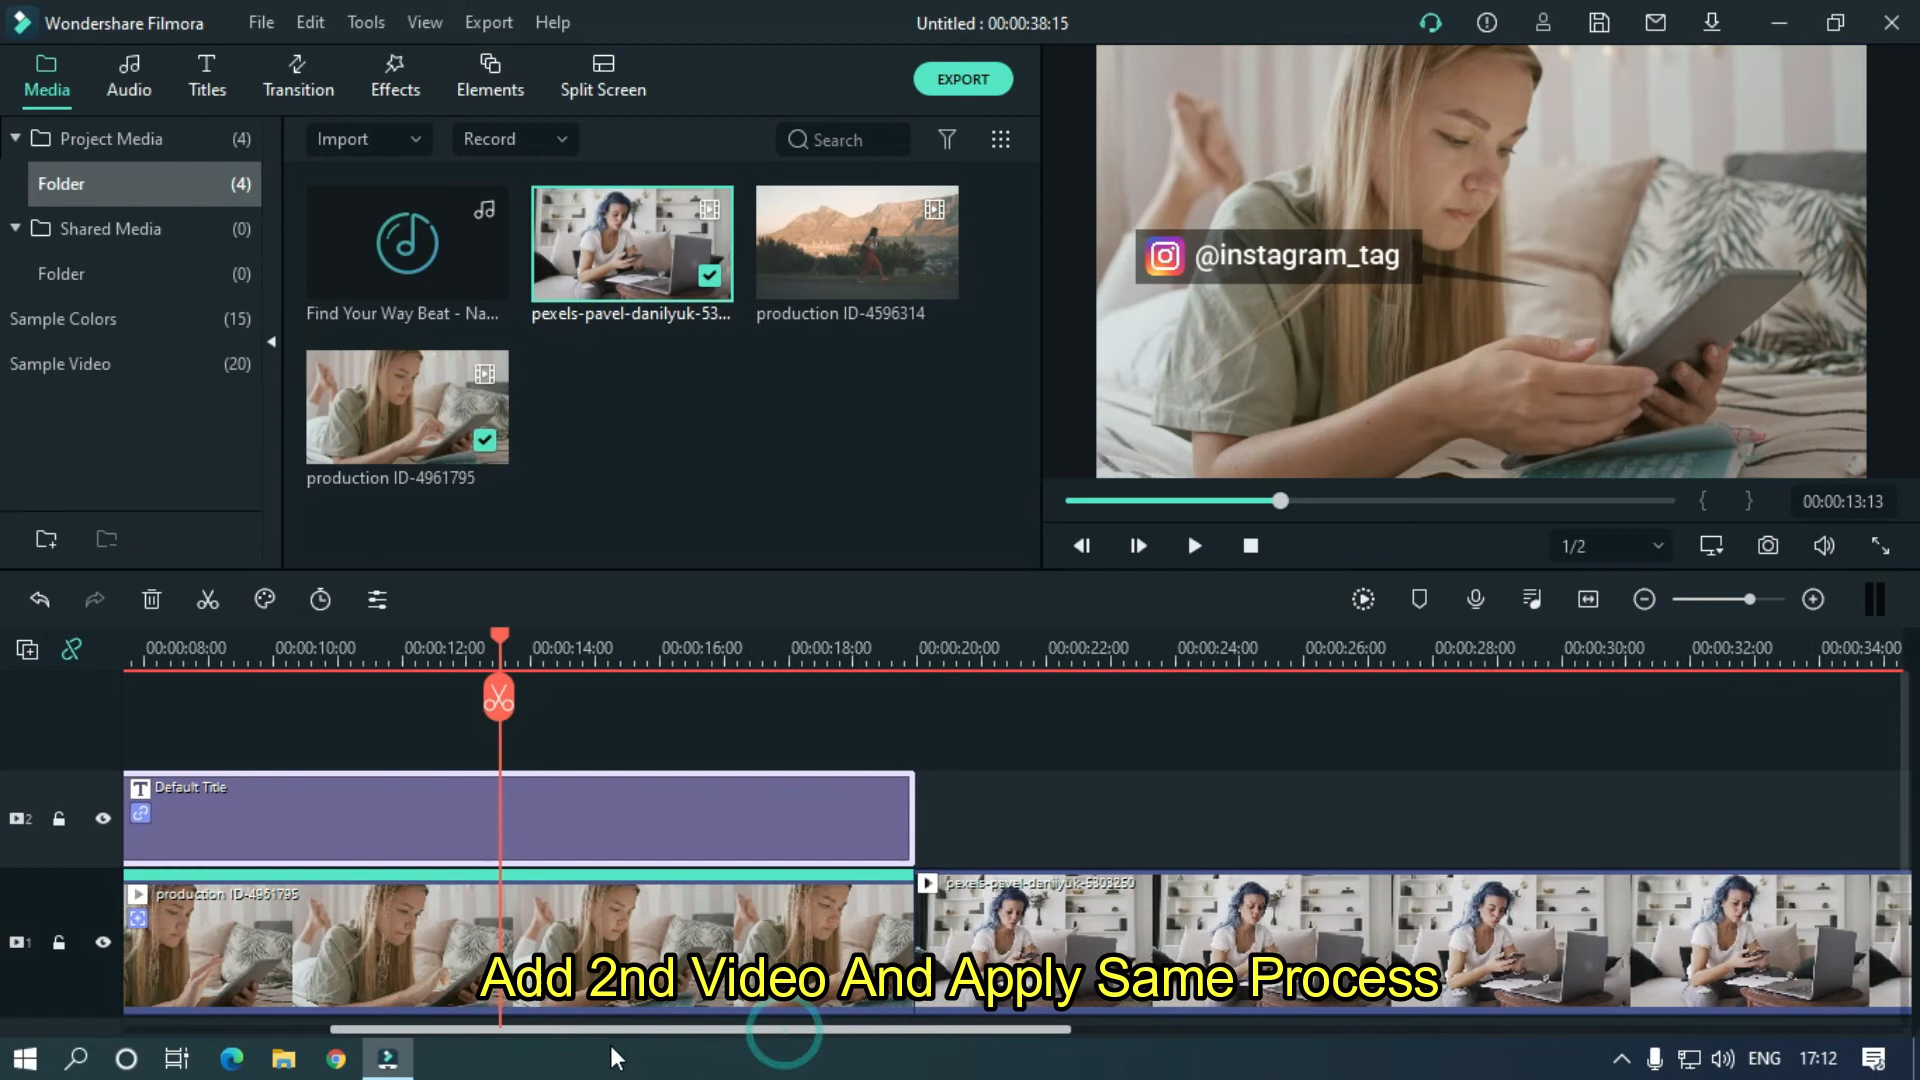 Wondershare Filmora
File Edit Tools View Export Help
Untitled : 00:00:38:15
Media Audio Titles Transition Effects Elements Split Screen
EXPORT
Project Media (4)
Folder (4)
Shared Media (0)
Folder (0)
Sample Colors (15)
Sample Video (20)
Import Record Search
Find Your Way Beat - Na...
pexels-pavel-danilyuk-53...
production ID-4596314
production ID-4961795
@instagram_tag
{ } 00:00:13:13
1/2
00:00:08:00 00:00:10:00 00:00:12:00 00:00:14:00 00:00:16:00 00:00:18:00 00:00:20:00 00:00:22:00 00:00:24:00 00:00:26:00 00:00:28:00 00:00:30:00 00:00:32:00 00:00:34:00
T Default Title
2
production ID-4961795
pexels-pavel-danilyuk-5303250
1
Add 2nd Video And Apply Same Process
ENG 17:12